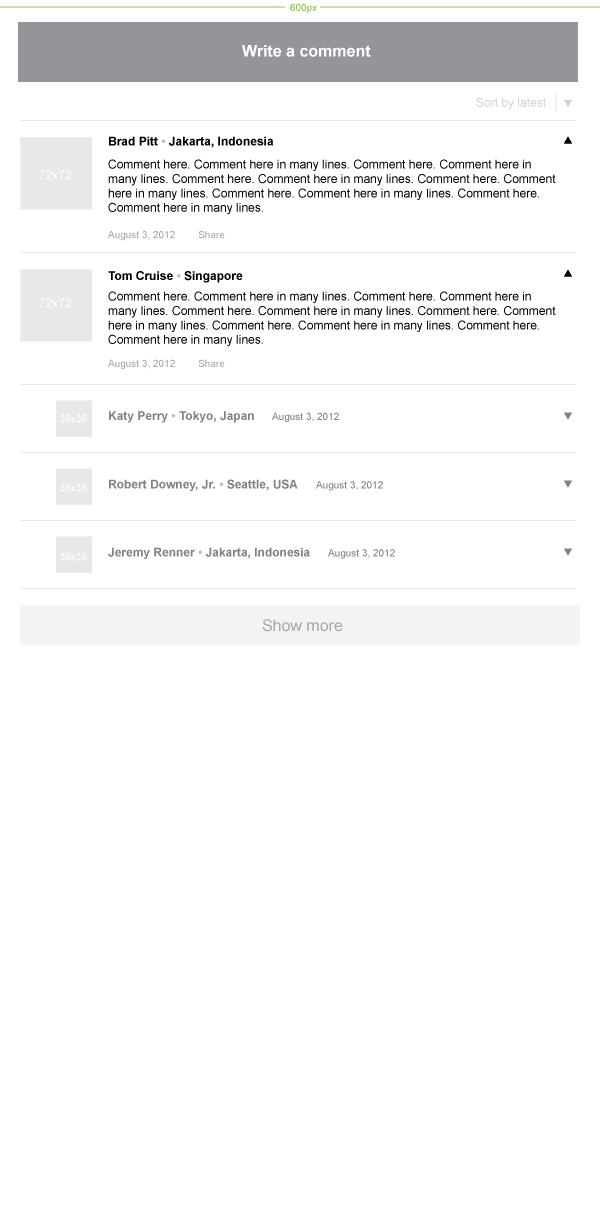 600px
Write a comment
Sort by latest ▼
Brad Pitt • Jakarta, Indonesia ▲
72x72
Comment here. Comment here in many lines. Comment here. Comment here in
many lines. Comment here. Comment here in many lines. Comment here. Comment
here in many lines. Comment here. Comment here in many lines. Comment here.
Comment here in many lines.
August 3, 2012 Share
Tom Cruise • Singapore ▲
72x72
Comment here. Comment here in many lines. Comment here. Comment here in
many lines. Comment here. Comment here in many lines. Comment here. Comment
here in many lines. Comment here. Comment here in many lines. Comment here.
Comment here in many lines.
August 3, 2012 Share
36x36 Katy Perry • Tokyo, Japan August 3, 2012 ▼
36x36 Robert Downey, Jr. • Seattle, USA August 3, 2012 ▼
36x36 Jeremy Renner • Jakarta, Indonesia August 3, 2012 ▼
Show more